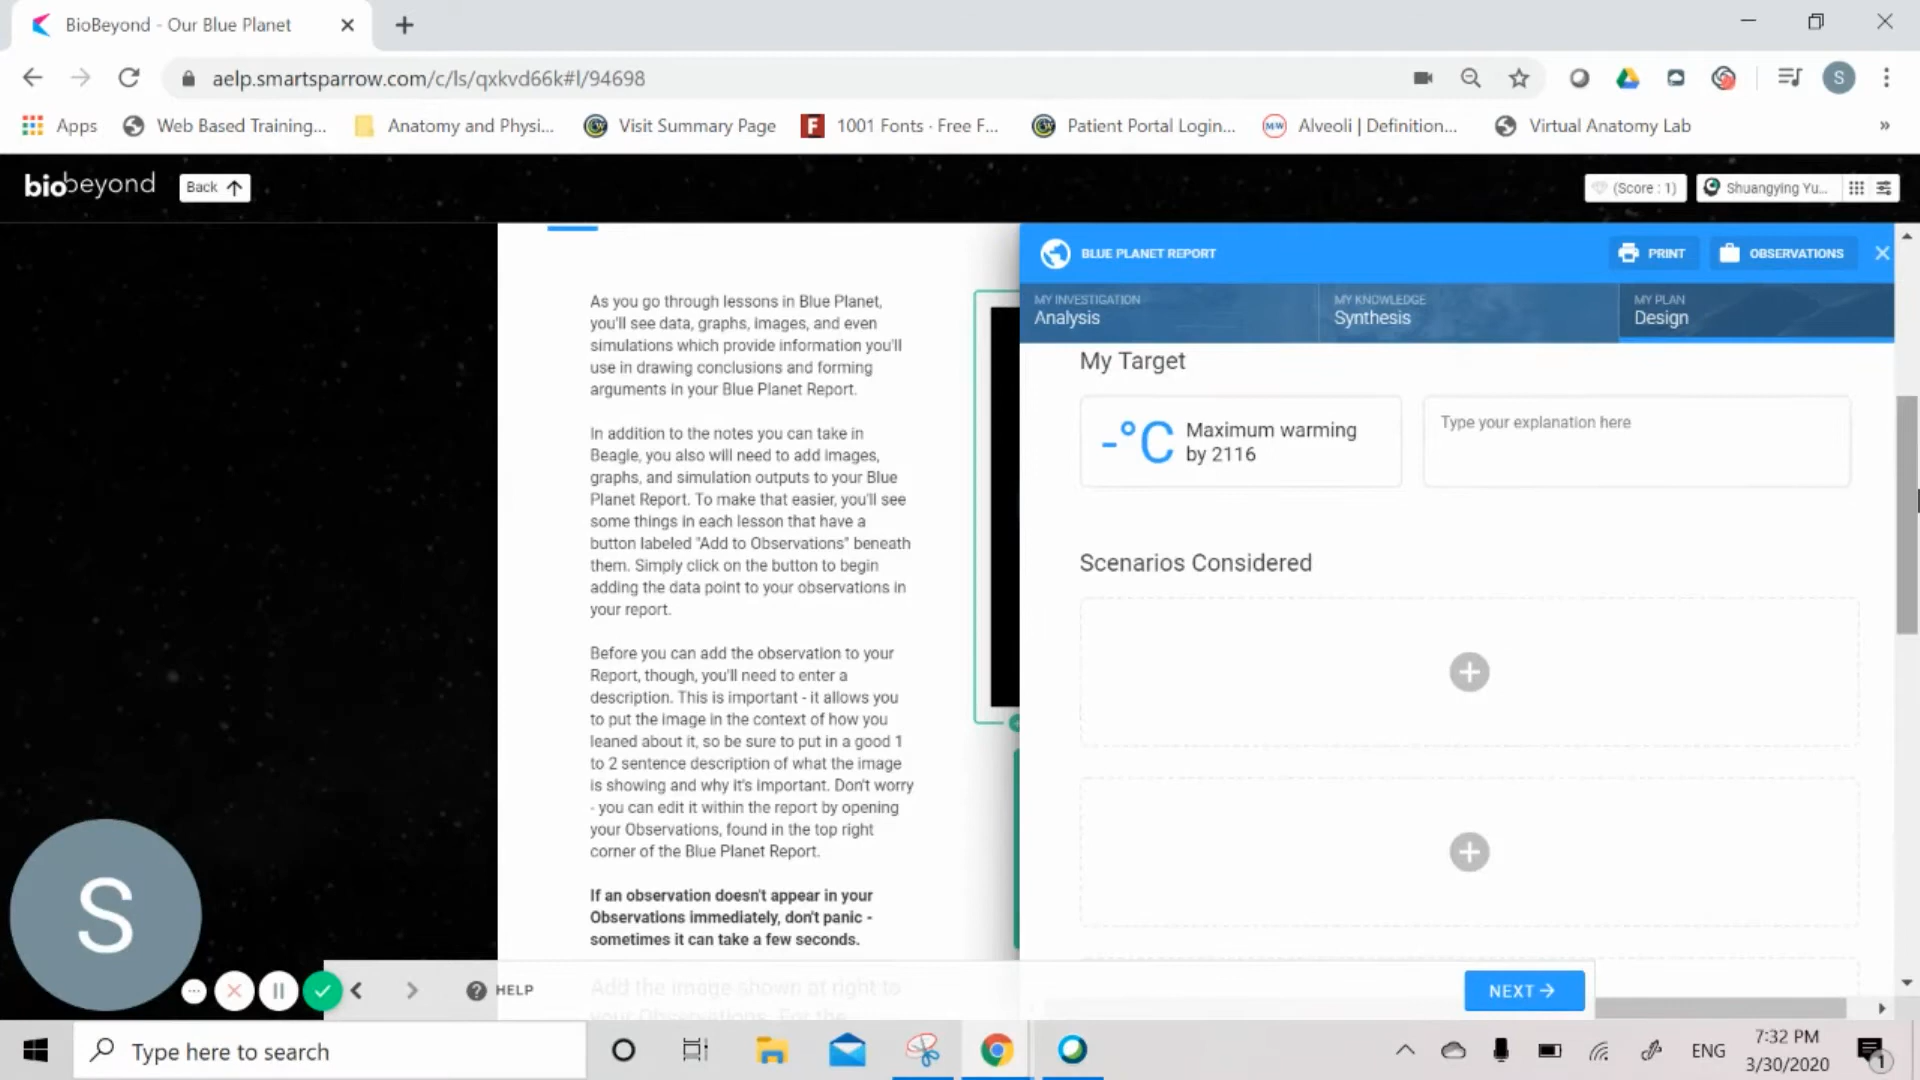 BioBeyond - Our Blue Planet
aelp.smartsparrow.com/c/ls/qxkvd66k#l/94698
S
Apps
Web Based Training...
Anatomy and Physi...
Visit Summary Page
F
1001 Fonts · Free F...
Patient Portal Login...
Alveoli | Definition...
Virtual Anatomy Lab
»
biobeyond
Back
(Score : 1)
Shuangying Yu...
As you go through lessons in Blue Planet,
you'll see data, graphs, images, and even
simulations which provide information you'll
use in drawing conclusions and forming
arguments in your Blue Planet Report.
In addition to the notes you can take in
Beagle, you also will need to add images,
graphs, and simulation outputs to your Blue
Planet Report. To make that easier, you'll see
some things in each lesson that have a
button labeled "Add to Observations" beneath
them. Simply click on the button to begin
adding the data point to your observations in
your report.
Before you can add the observation to your
Report, though, you'll need to enter a
description. This is important - it allows you
to put the image in the context of how you
leaned about it, so be sure to put in a good 1
to 2 sentence description of what the image
is showing and why it's important. Don't worry
- you can edit it within the report by opening
your Observations, found in the top right
corner of the Blue Planet Report.
If an observation doesn't appear in your
Observations immediately, don't panic -
sometimes it can take a few seconds.
Add the image shown at right to
your Observations. For the
BLUE PLANET REPORT
PRINT
OBSERVATIONS
MY INVESTIGATION
Analysis
MY KNOWLEDGE
Synthesis
MY PLAN
Design
My Target
-°C
Maximum warming
by 2116
Type your explanation here
Scenarios Considered
S
HELP
NEXT
Type here to search
ENG
7:32 PM
3/30/2020
1